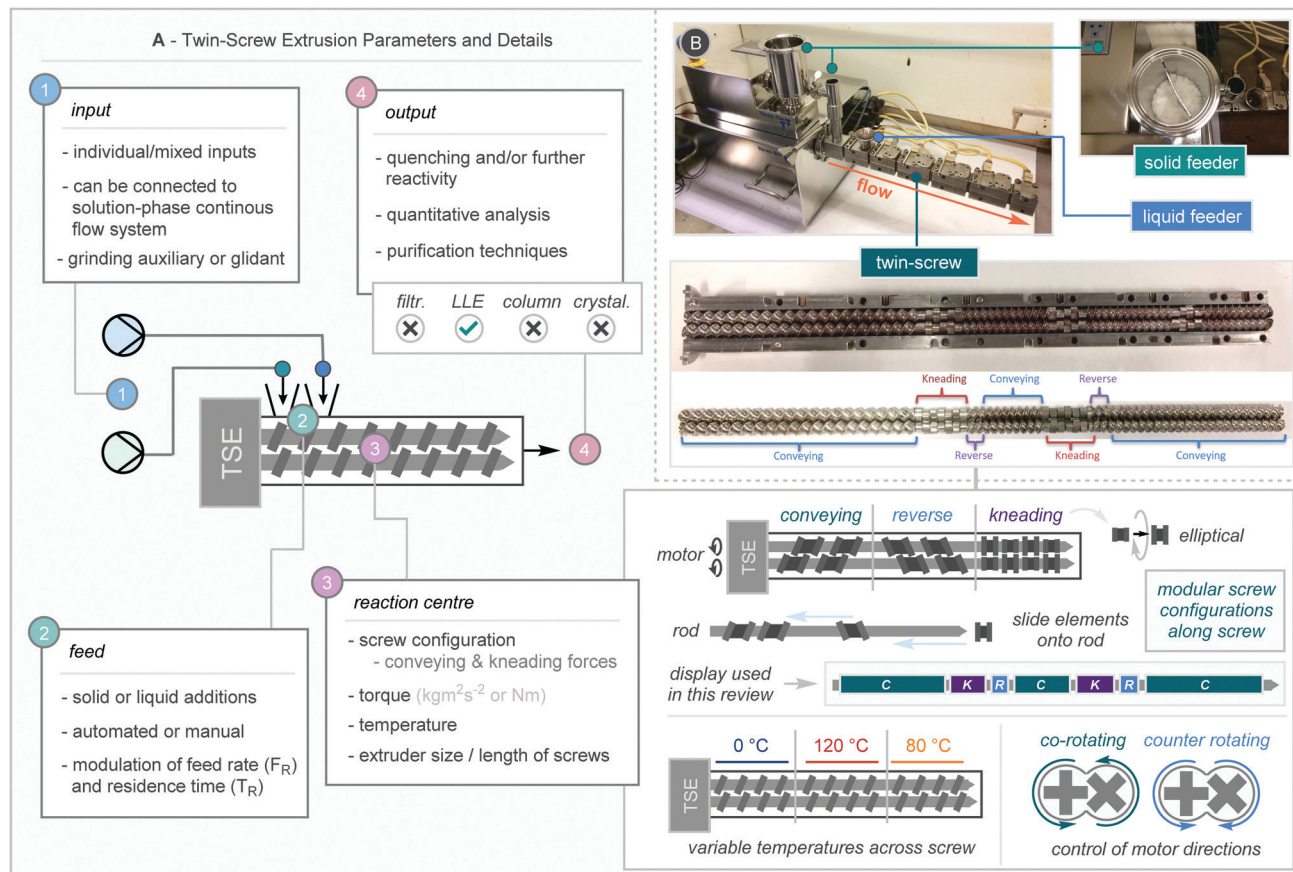 A - Twin-Screw Extrusion Parameters and Details
1
input
- individual/mixed inputs
- can be connected to
solution-phase continous
flow system
- grinding auxiliary or glidant
4
output
- quenching and/or further
reactivity
- quantitative analysis
- purification techniques
filtr. LLE column crystal.
1
2
3
4
TSE
2
feed
- solid or liquid additions
- automated or manual
- modulation of feed rate (FR)
and residence time (TR)
3
reaction centre
- screw configuration
- conveying & kneading forces
- torque (kgm²s⁻² or Nm)
- temperature
- extruder size / length of screws
B
flow
solid feeder
liquid feeder
twin-screw
Kneading Conveying Reverse
Conveying Reverse Kneading Conveying
conveying reverse kneading
motor
TSE
elliptical
modular screw
configurations
along screw
rod
slide elements
onto rod
display used
in this review
C K R C K R C
0 °C 120 °C 80 °C
TSE
variable temperatures across screw
co-rotating counter rotating
control of motor directions